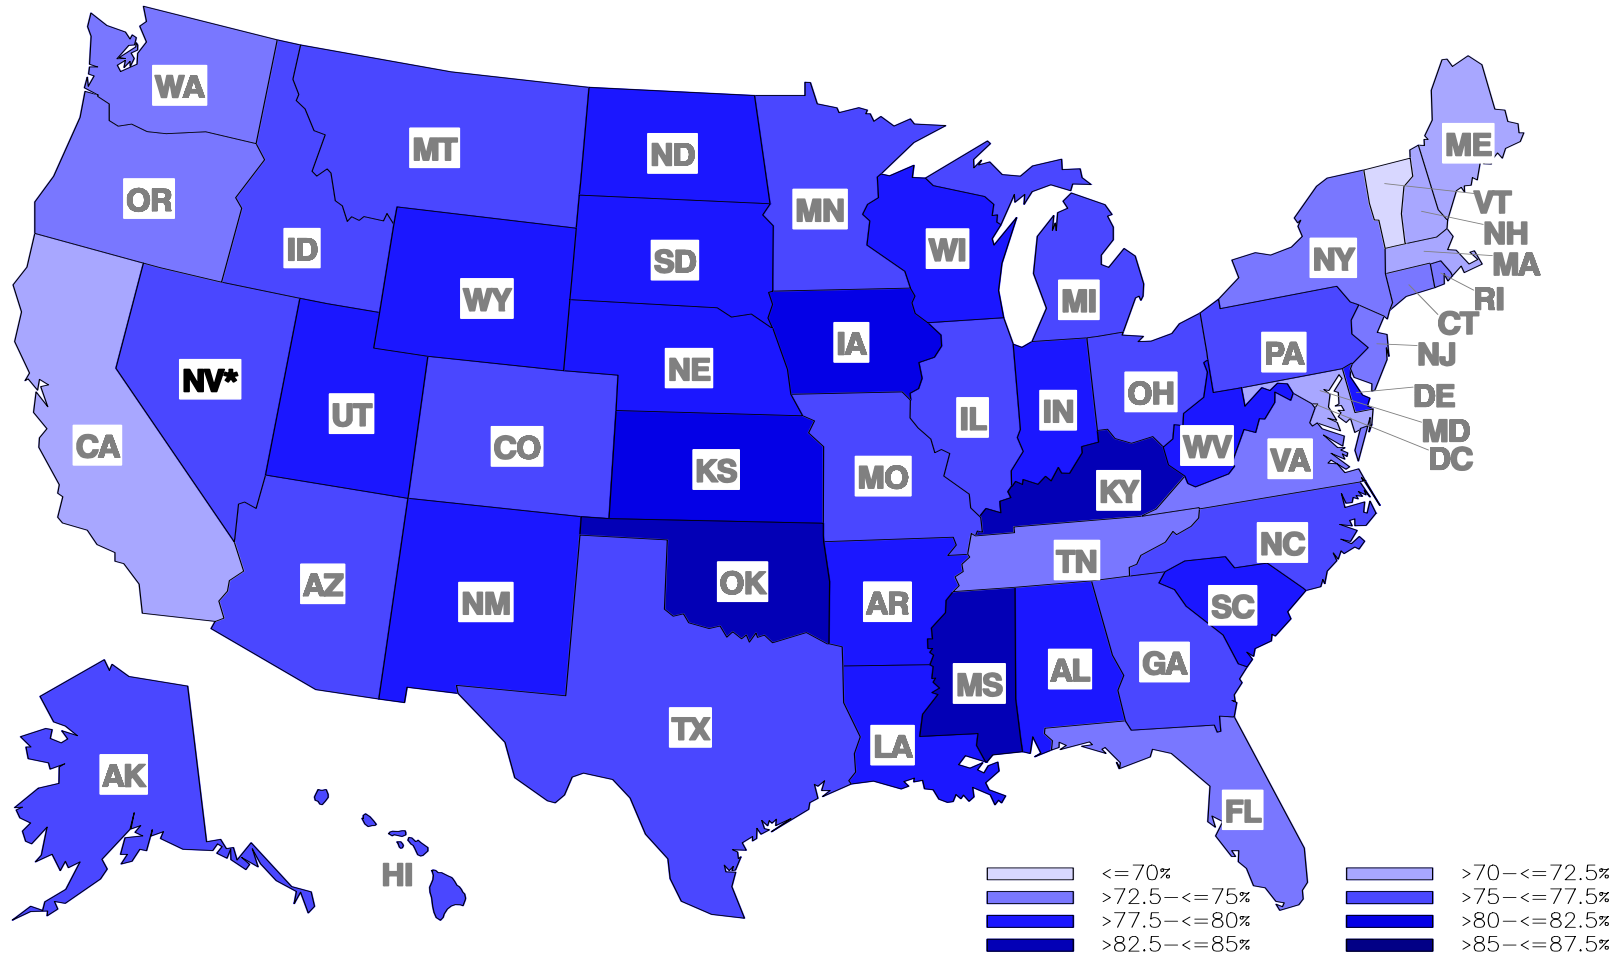 WA
ME
MT
ND
OR
MN
VT
NH
ID
WI
NY
SD
MA
WY
MI
RI
CT
IA
PA
NJ
NV*
NE
UT
OH
DE
IL
IN
MD
CA
CO
WV
VA
DC
KS
MO
KY
NC
TN
AZ
OK
NM
AR
SC
GA
AL
MS
TX
LA
AK
FL
HI
<=70% >70-<=72.5%
>72.5-<=75% >75-<=77.5%
>77.5-<=80% >80-<=82.5%
>82.5-<=85% >85-<=87.5%